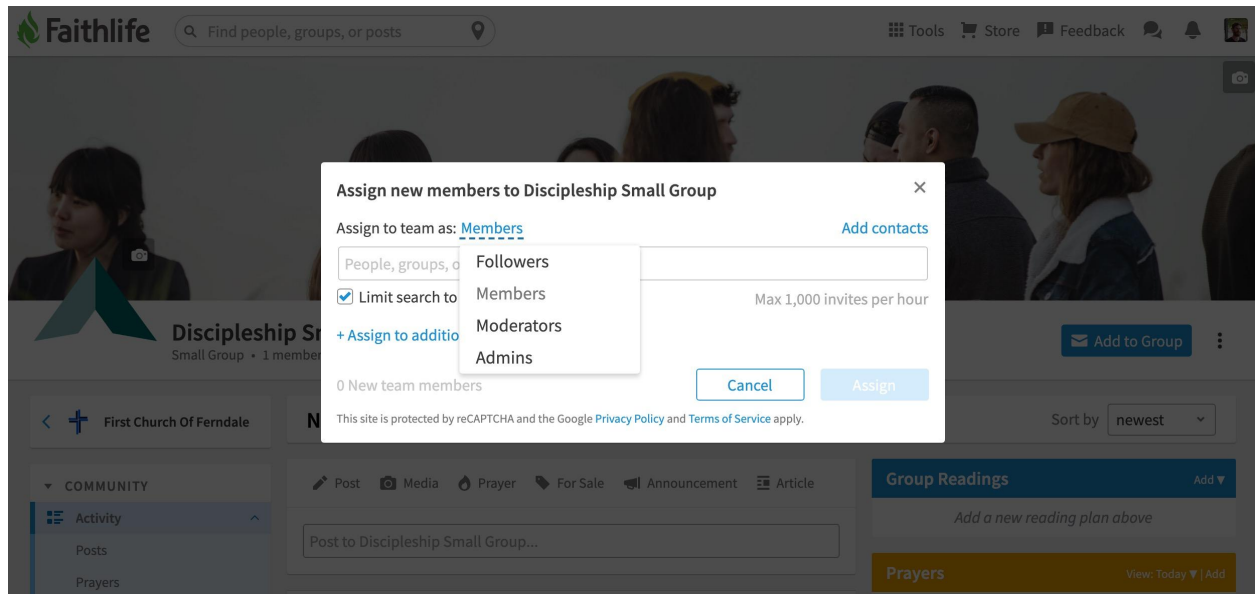 Faithlife
Find people, groups, or posts
Tools
Store
Feedback
Assign new members to Discipleship Small Group
Assign to team as: Members
Add contacts
People, groups, o
Followers
Members
Moderators
Admins
Limit search to
Max 1,000 invites per hour
+ Assign to additio
0 New team members
Cancel
Assign
This site is protected by reCAPTCHA and the Google Privacy Policy and Terms of Service apply.
Discipleship Sr
Small Group • 1 member
Add to Group
First Church Of Ferndale
N
Sort by newest
COMMUNITY
Activity
Posts
Prayers
Post
Media
Prayer
For Sale
Announcement
Article
Post to Discipleship Small Group...
Group Readings
Add ▼
Add a new reading plan above
Prayers
View: Today ▼ | Add